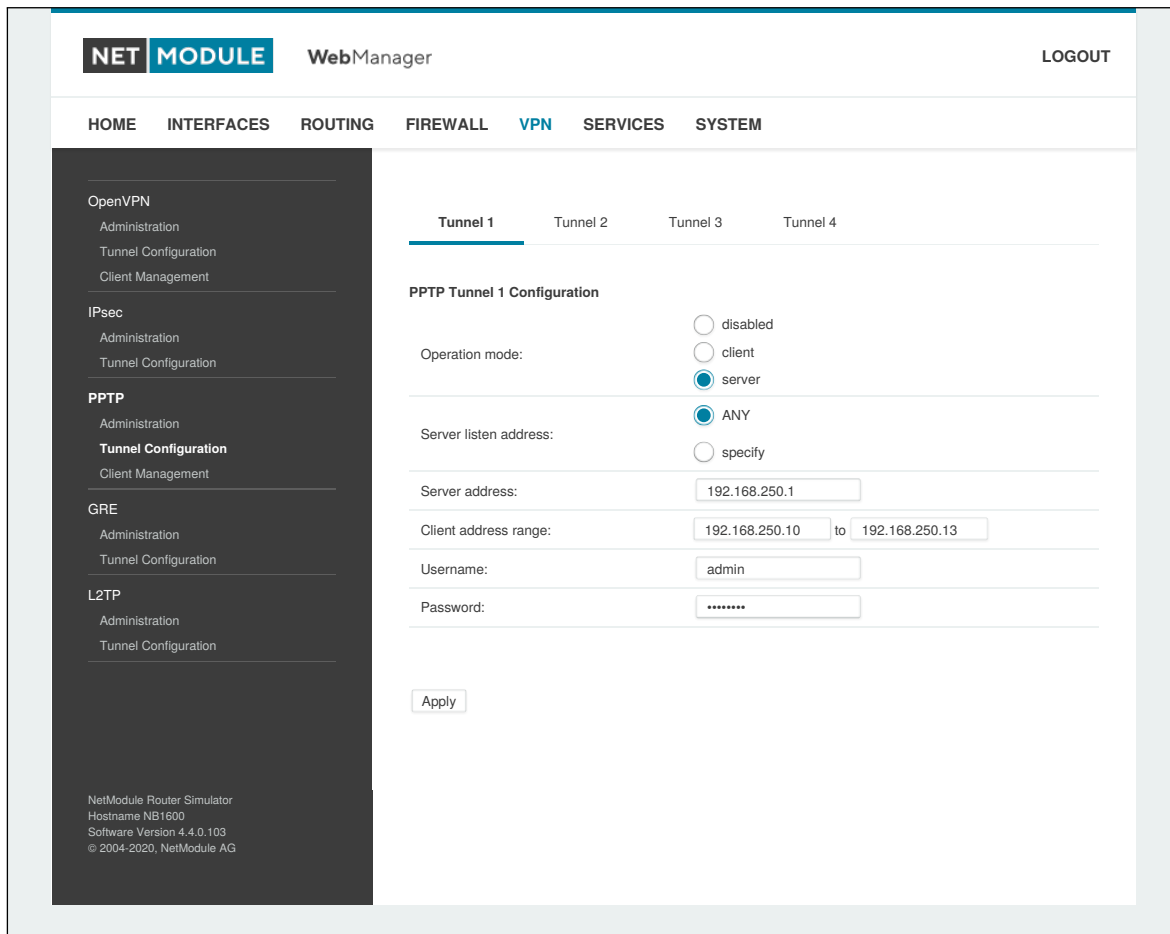 NET MODULE WebManager LOGOUT
HOME INTERFACES ROUTING FIREWALL VPN SERVICES SYSTEM
OpenVPN
Administration
Tunnel Configuration
Client Management
IPsec
Administration
Tunnel Configuration
PPTP
Administration
Tunnel Configuration
Client Management
GRE
Administration
Tunnel Configuration
L2TP
Administration
Tunnel Configuration
NetModule Router Simulator
Hostname NB1600
Software Version 4.4.0.103
© 2004-2020, NetModule AG
Tunnel 1 Tunnel 2 Tunnel 3 Tunnel 4
PPTP Tunnel 1 Configuration
Operation mode:
disabled
client
server
Server listen address:
ANY
specify
Server address: 192.168.250.1
Client address range: 192.168.250.10 to 192.168.250.13
Username: admin
Password: ••••••••
Apply